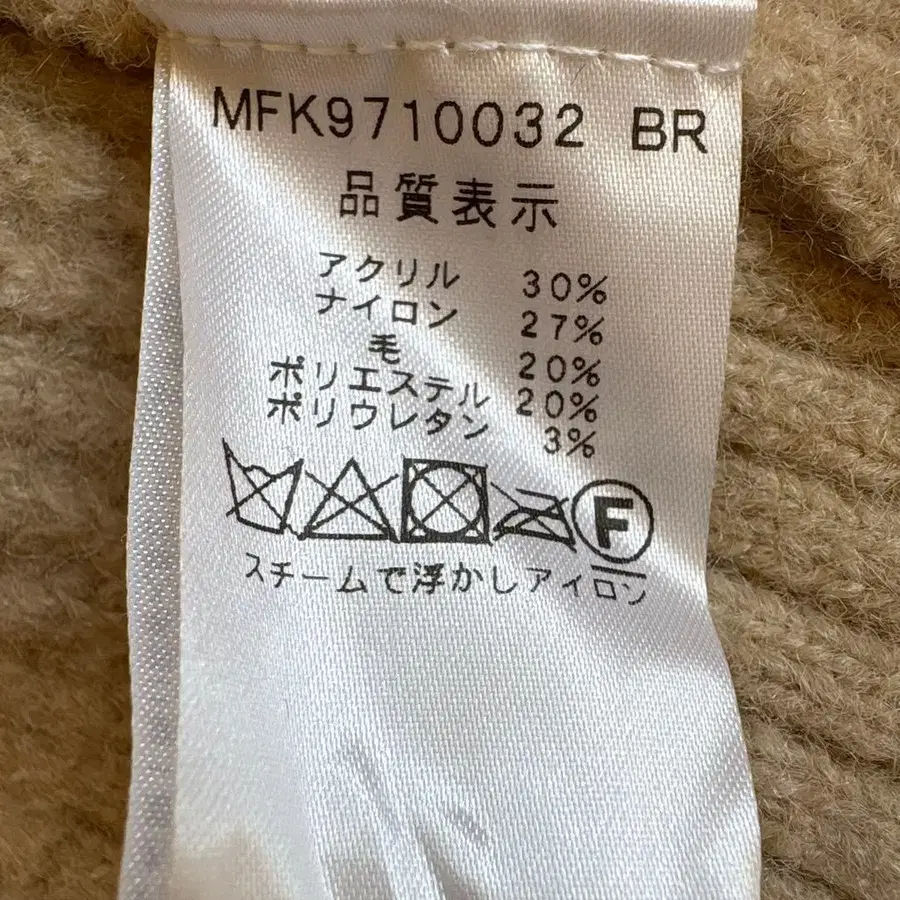 MFK9710032 BR
品質表示
アクリル 30%
ナイロン 27%
毛 20%
ポリエステル 20%
ポリウレタン 3%
F
スチームで浮かしアイロン